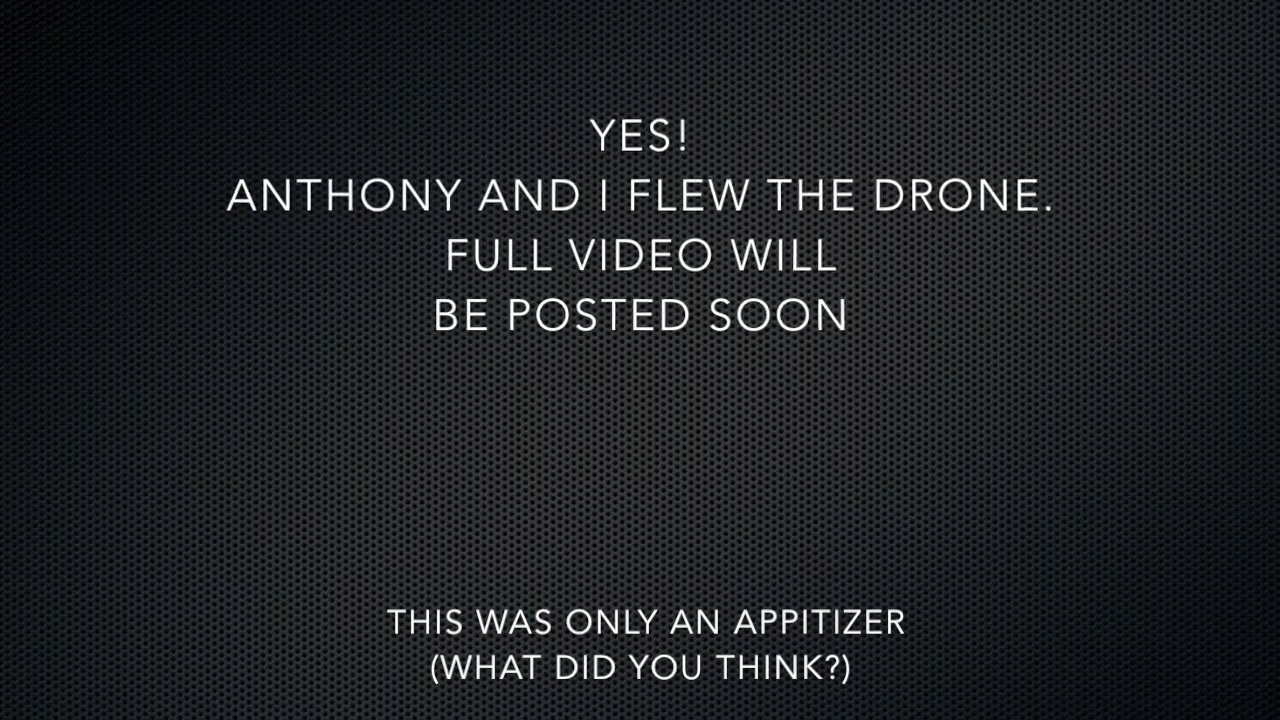 YES!
ANTHONY AND I FLEW THE DRONE.
FULL VIDEO WILL
BE POSTED SOON
THIS WAS ONLY AN APPITIZER
(WHAT DID YOU THINK?)